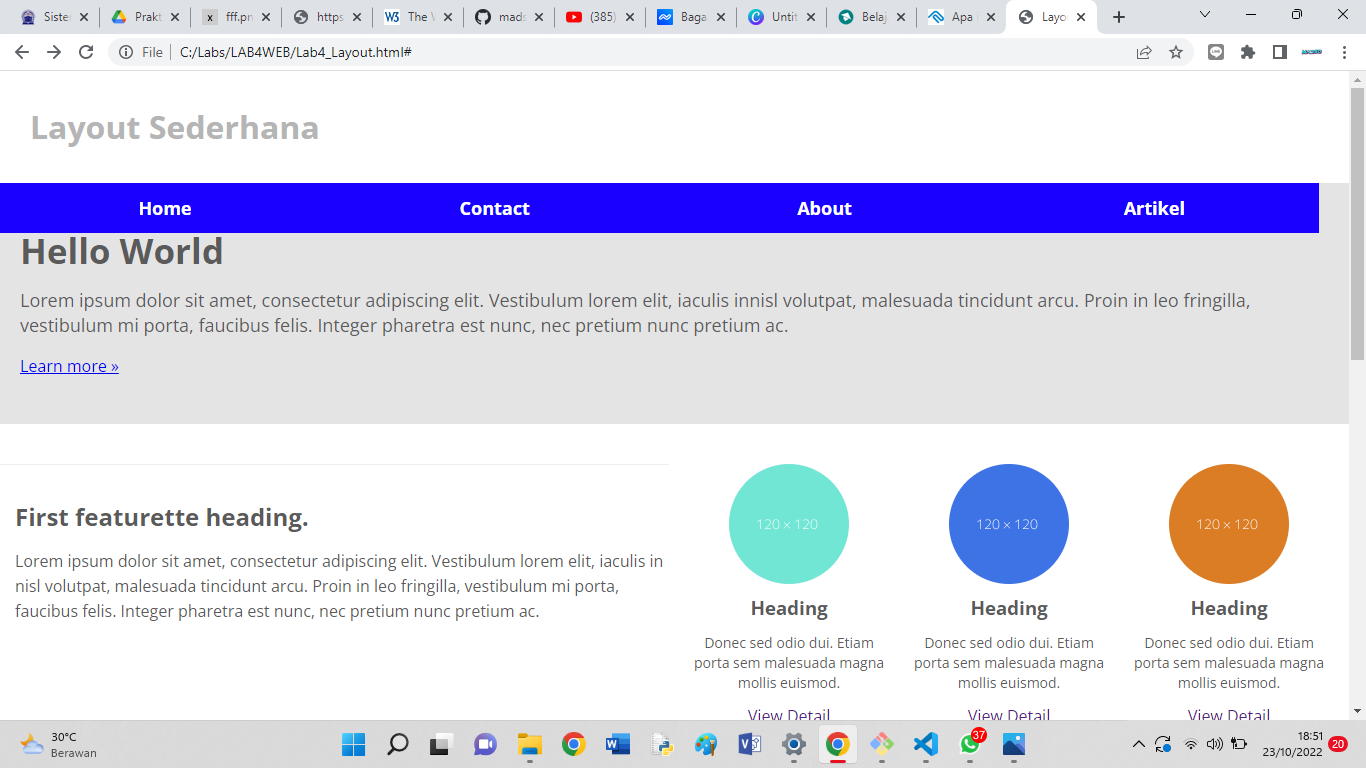 Siste
Prakt
fff.pn
https
The W
mads
(385)
Baga
Untit
Belaj
Apa
Layo
File | C:/Labs/LAB4WEB/Lab4_Layout.html#
Layout Sederhana
Home Contact About Artikel
Hello World
Lorem ipsum dolor sit amet, consectetur adipiscing elit. Vestibulum lorem elit, iaculis innisl volutpat, malesuada tincidunt arcu. Proin in leo fringilla,
vestibulum mi porta, faucibus felis. Integer pharetra est nunc, nec pretium nunc pretium ac.
Learn more »
First featurette heading.
Lorem ipsum dolor sit amet, consectetur adipiscing elit. Vestibulum lorem elit, iaculis in
nisl volutpat, malesuada tincidunt arcu. Proin in leo fringilla, vestibulum mi porta,
faucibus felis. Integer pharetra est nunc, nec pretium nunc pretium ac.
120 × 120
Heading
Donec sed odio dui. Etiam
porta sem malesuada magna
mollis euismod.
View Detail
120 × 120
Heading
Donec sed odio dui. Etiam
porta sem malesuada magna
mollis euismod.
View Detail
120 × 120
Heading
Donec sed odio dui. Etiam
porta sem malesuada magna
mollis euismod.
View Detail
30°C
Berawan
37
18:51
23/10/2022
20